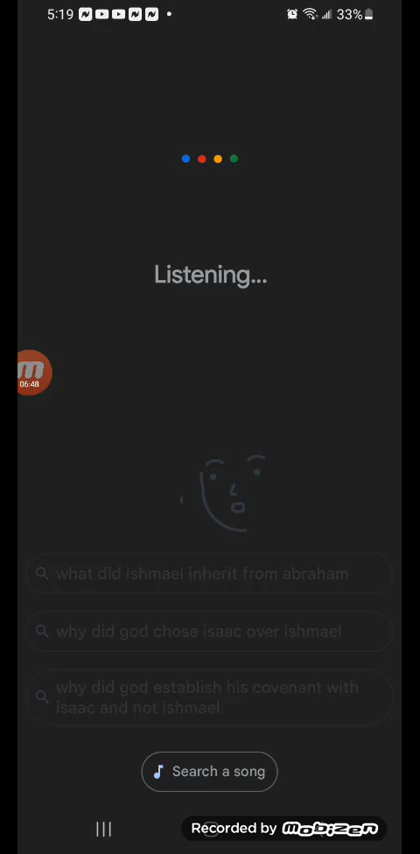 5:19
33%
Listening...
m
06:48
what did ishmael inherit from abraham
why did god chose isaac over ishmael
why did god establish his covenant with
isaac and not ishmael
Search a song
Recorded by mobizen